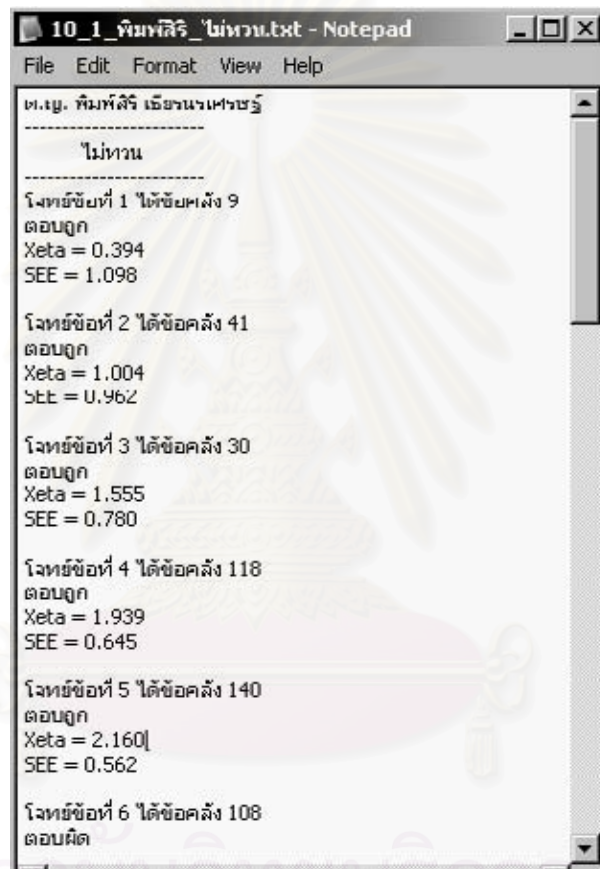 10_1_พิมพ์สิริ_ไม่ทวน.txt - Notepad
File Edit Format View Help
ด.ญ. พิมพ์สิริ เธียรนรเศรษฐ์
------------------------
ไม่ทวน
------------------------
โจทย์ข้อที่ 1 ได้ข้อคลัง 9
ตอบถูก
Xeta = 0.394
SEE = 1.098
โจทย์ข้อที่ 2 ได้ข้อคลัง 41
ตอบถูก
Xeta = 1.004
SEE = 0.962
โจทย์ข้อที่ 3 ได้ข้อคลัง 30
ตอบถูก
Xeta = 1.555
SEE = 0.780
โจทย์ข้อที่ 4 ได้ข้อคลัง 118
ตอบถูก
Xeta = 1.939
SEE = 0.645
โจทย์ข้อที่ 5 ได้ข้อคลัง 140
ตอบถูก
Xeta = 2.160
SEE = 0.562
โจทย์ข้อที่ 6 ได้ข้อคลัง 108
ตอบผิด